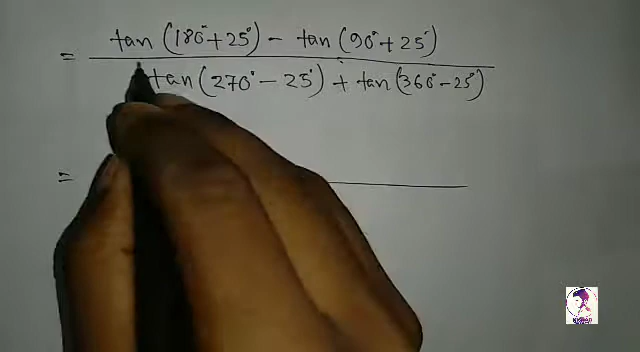 = tan (180° + 25°) - tan (90° + 25°)
tan (270° - 25°) + tan (360° - 25°)
=